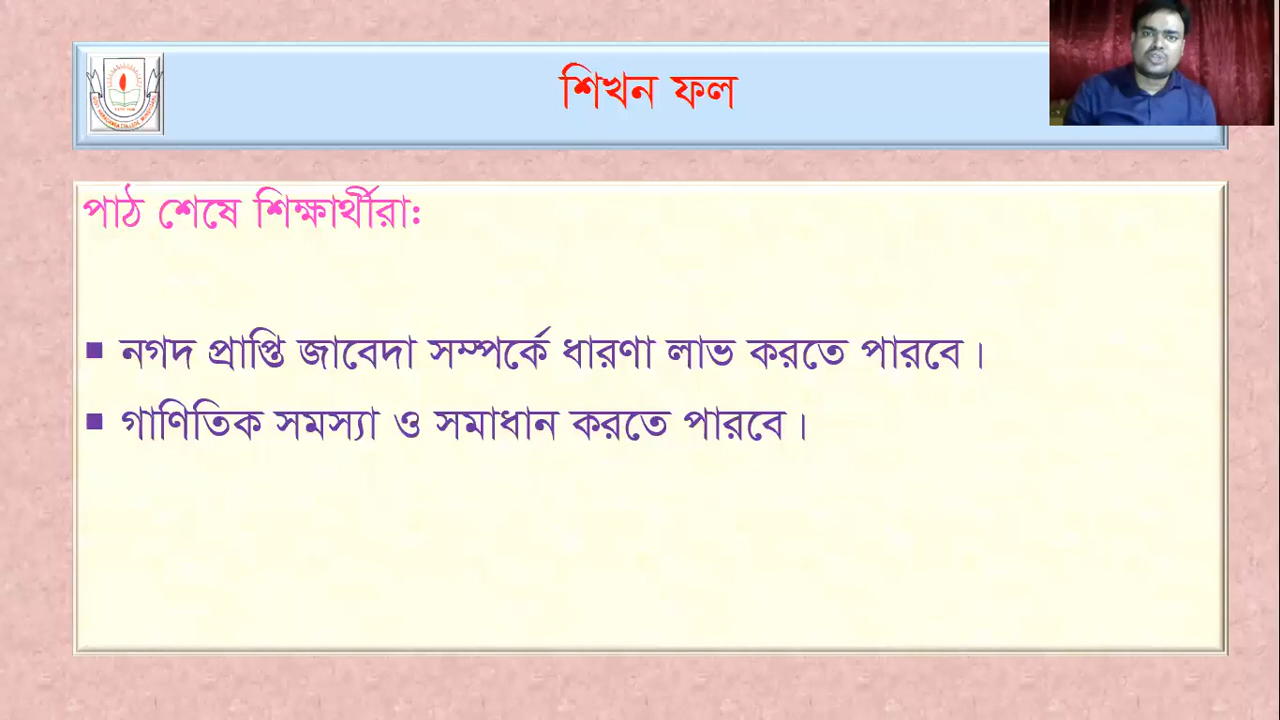 শিখন ফল
পাঠ শেষে শিক্ষার্থীরা:
▪ নগদ প্রাপ্তি জাবেদা সম্পর্কে ধারণা লাভ করতে পারবে।
▪ গাণিতিক সমস্যা ও সমাধান করতে পারবে।